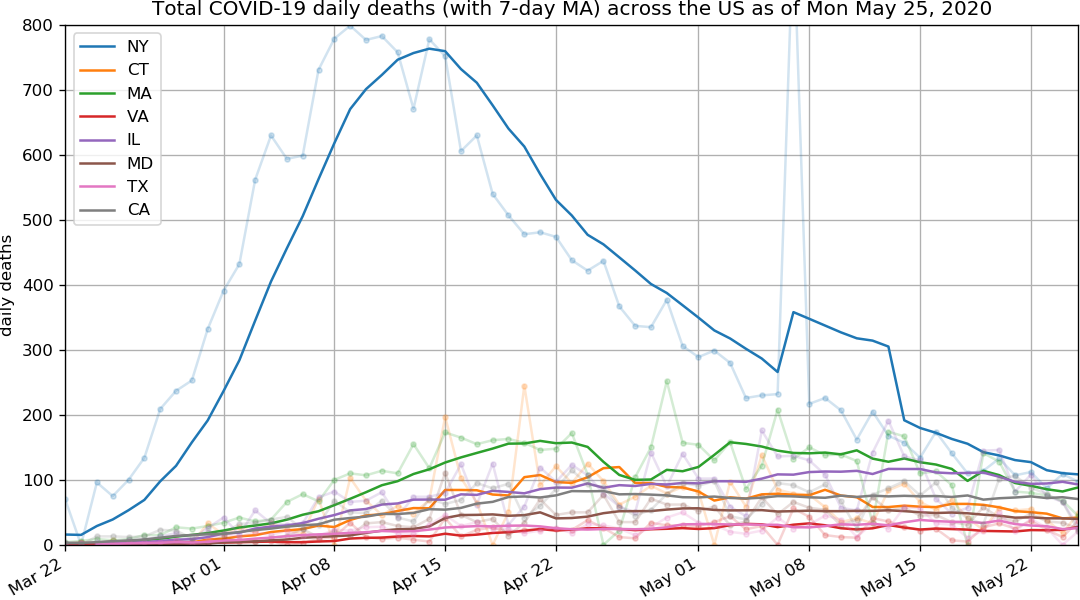 Total COVID-19 daily deaths (with 7-day MA) across the US as of Mon May 25, 2020
800
700
600
500
400
300
200
100
0
daily deaths
NY
CT
MA
VA
IL
MD
TX
CA
Mar 22
Apr 01
Apr 08
Apr 15
Apr 22
May 01
May 08
May 15
May 22